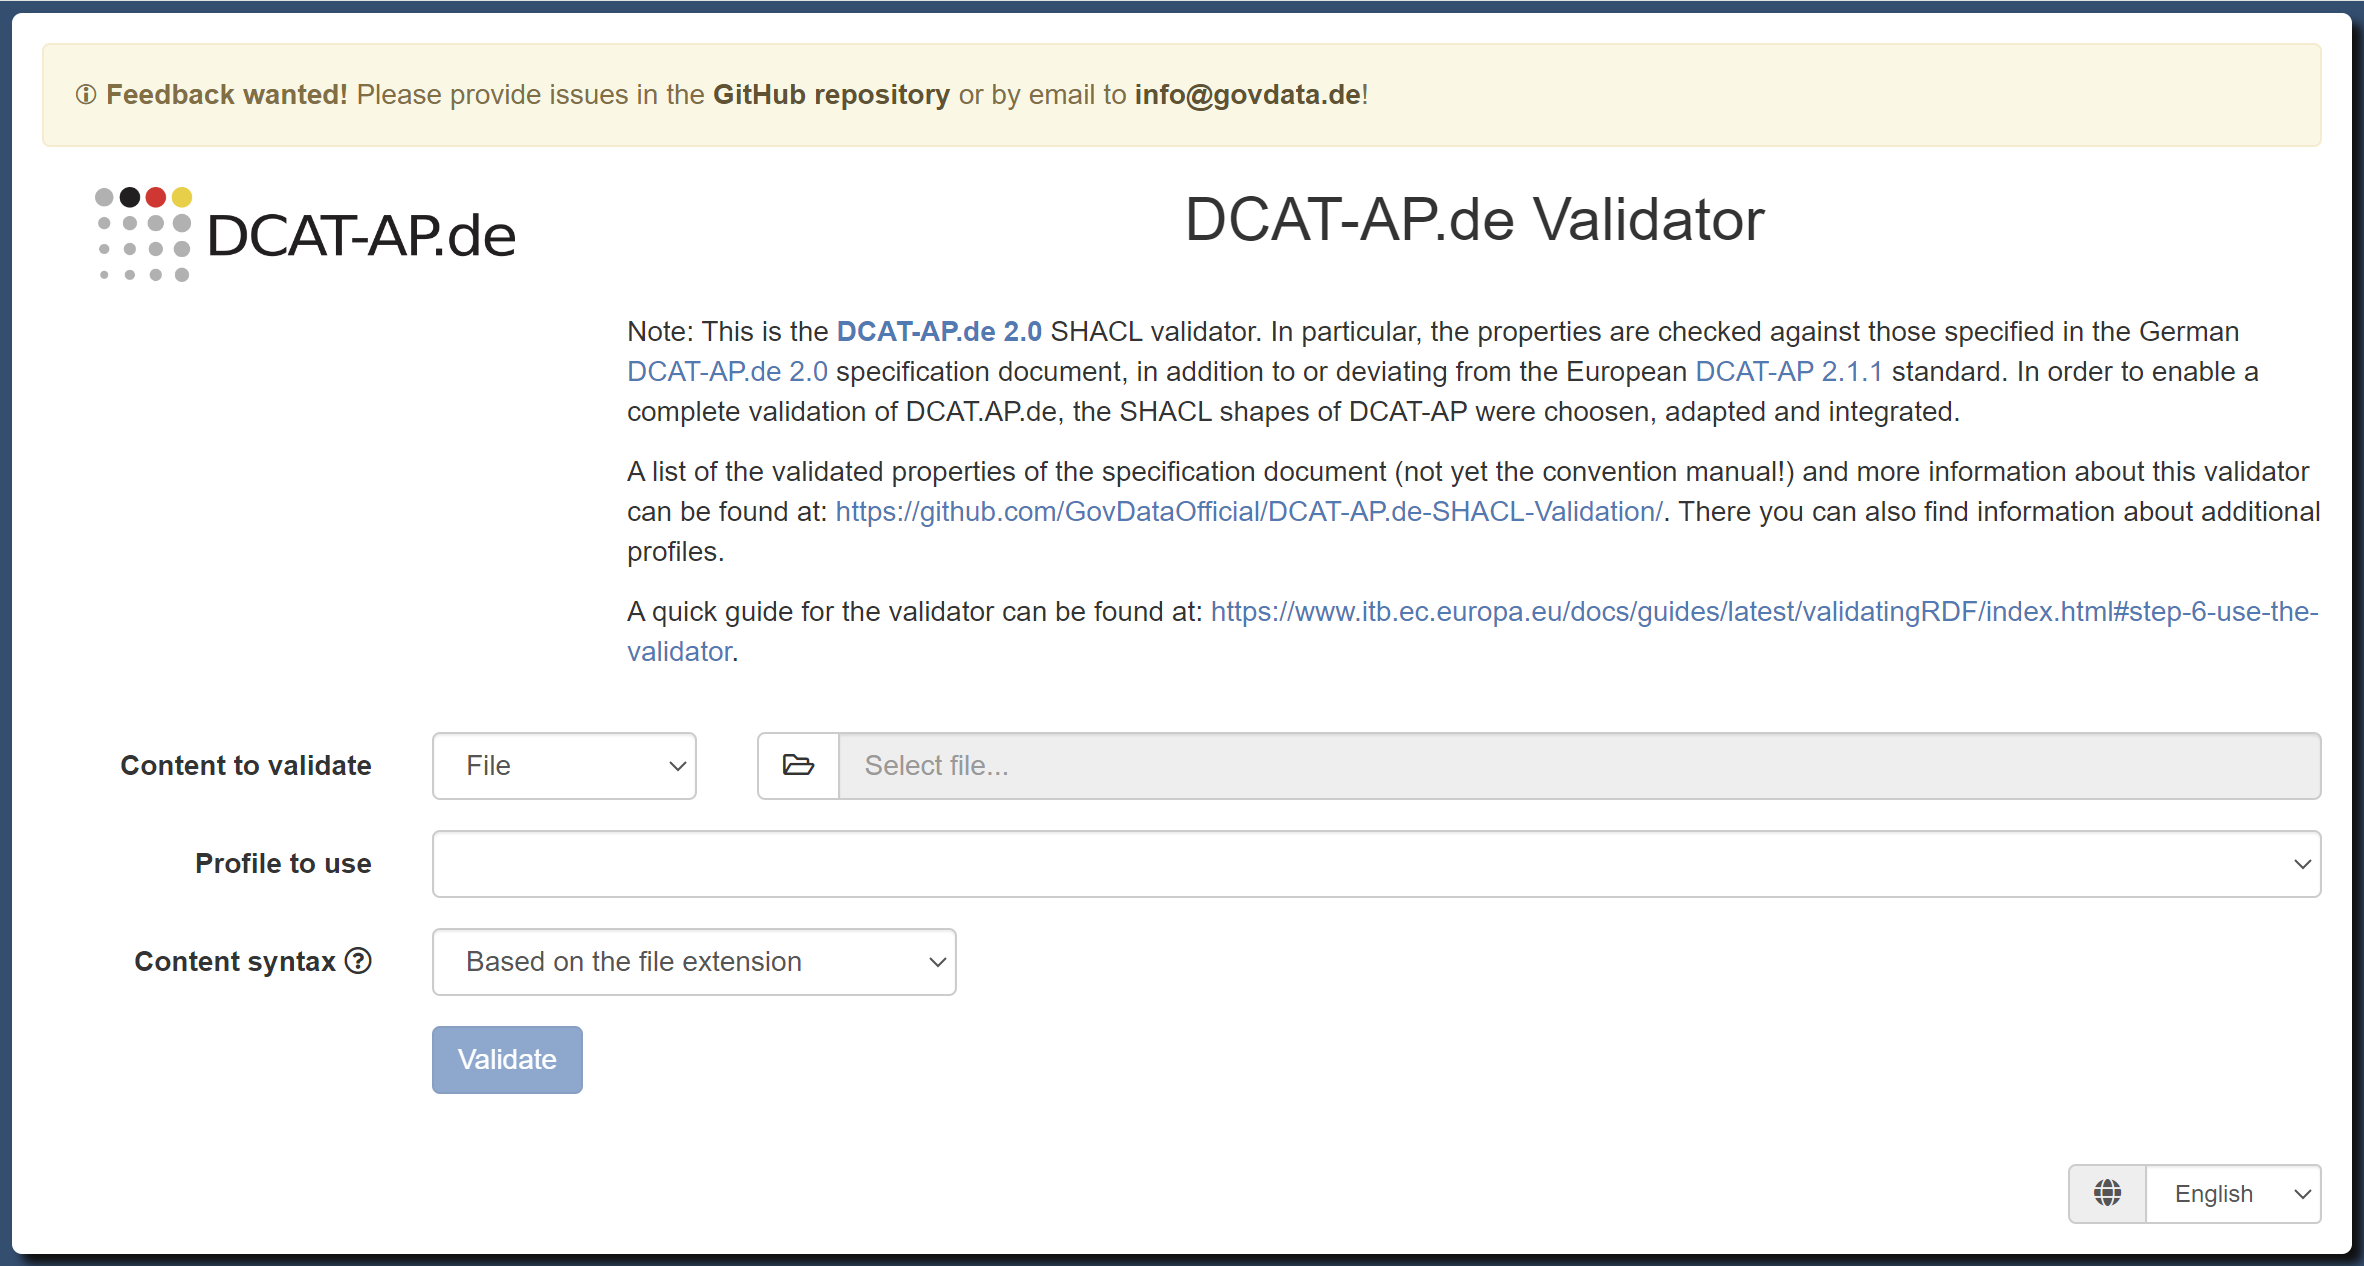 Feedback wanted! Please provide issues in the GitHub repository or by email to info@govdata.de!
DCAT-AP.de
DCAT-AP.de Validator
Note: This is the DCAT-AP.de 2.0 SHACL validator. In particular, the properties are checked against those specified in the German
DCAT-AP.de 2.0 specification document, in addition to or deviating from the European DCAT-AP 2.1.1 standard. In order to enable a
complete validation of DCAT.AP.de, the SHACL shapes of DCAT-AP were choosen, adapted and integrated.
A list of the validated properties of the specification document (not yet the convention manual!) and more information about this validator
can be found at: https://github.com/GovDataOfficial/DCAT-AP.de-SHACL-Validation/. There you can also find information about additional
profiles.
A quick guide for the validator can be found at: https://www.itb.ec.europa.eu/docs/guides/latest/validatingRDF/index.html#step-6-use-the-
validator.
Content to validate
File
Select file...
Profile to use
Content syntax
Based on the file extension
Validate
English